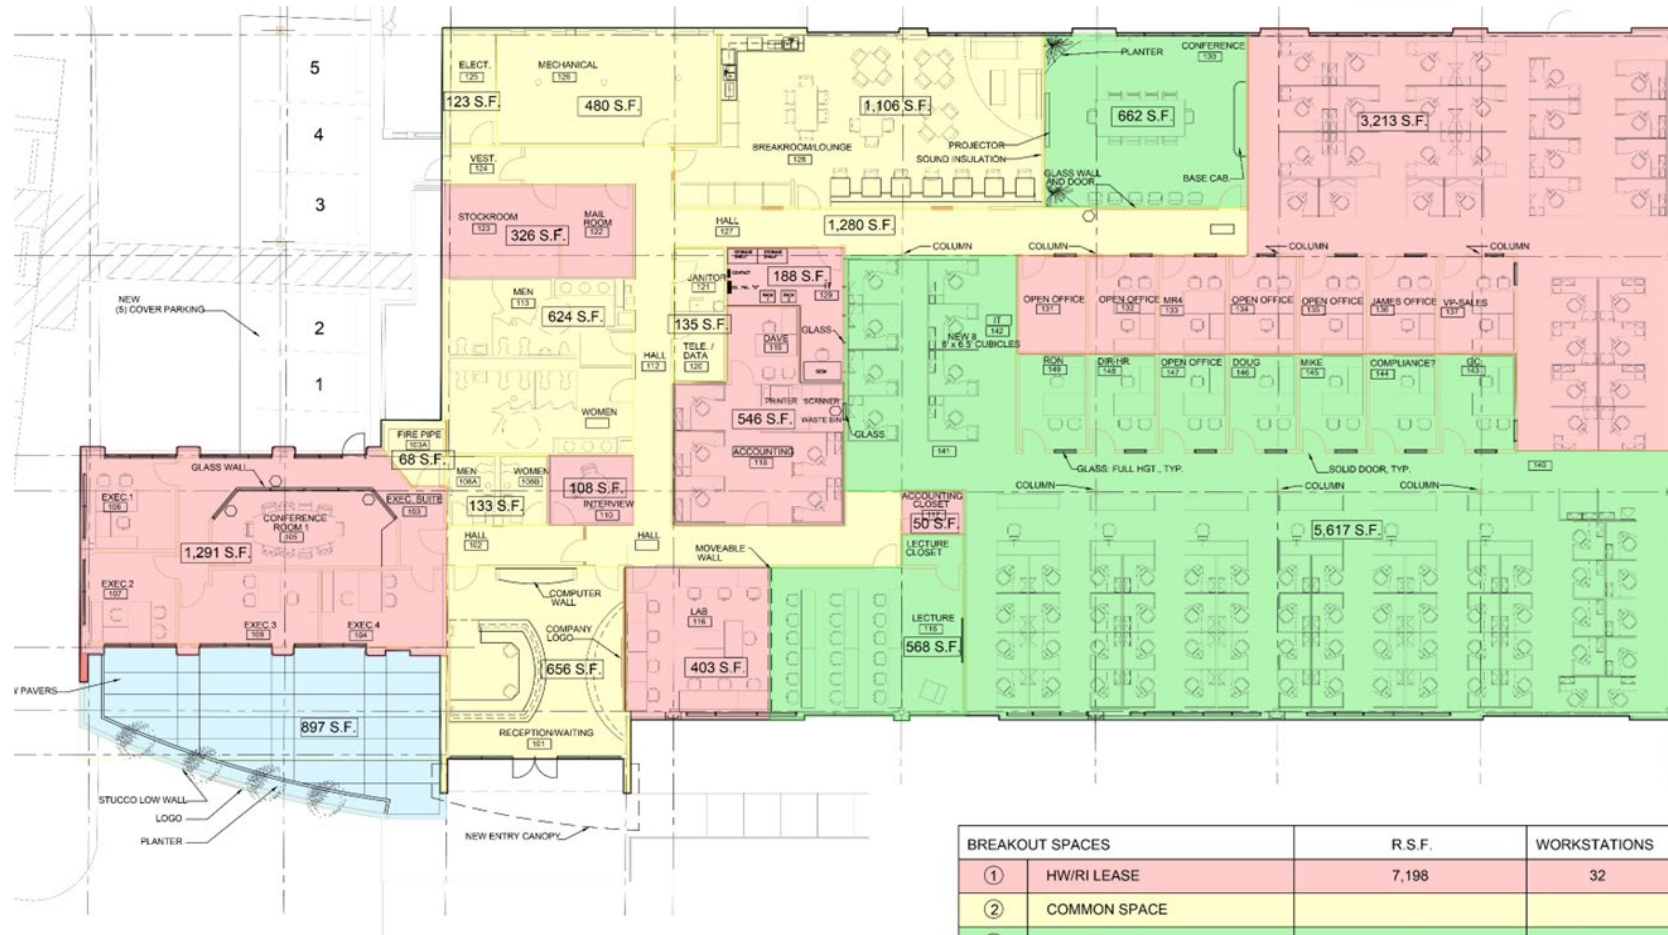 5
4
3
2
1
NEW
(5) COVER PARKING
ELECT.
125
123 S.F.
MECHANICAL
126
480 S.F.
VEST.
124
1,106 S.F.
BREAKROOM/LOUNGE
128
PLANTER
CONFERENCE
130
662 S.F.
PROJECTOR
SOUND INSULATION
GLASS WALL
AND DOOR
BASE CAB.
3,213 S.F.
STOCKROOM
123
326 S.F.
MAIL
ROOM
122
HALL
127
1,280 S.F.
COLUMN
COLUMN
COLUMN
COLUMN
JANITOR
121
188 S.F.
129
MEN
113
624 S.F.
135 S.F.
TELE. /
DATA
120
HALL
112
DAVE
119
GLASS
DESK
IT
142
NEW 8
6' x 6.5' CUBICLES
OPEN OFFICE
131
OPEN OFFICE
132
MR4
133
OPEN OFFICE
134
OPEN OFFICE
135
JAMES OFFICE
136
VP-SALES
137
RON
149
DIR-HR.
148
OPEN OFFICE
147
DOUG
146
MIKE
145
COMPLIANCE?
144
GC
143
PRINTER
SCANNER
WASTE BIN
546 S.F.
ACCOUNTING
118
GLASS
141
GLASS: FULL HGT., TYP.
SOLID DOOR, TYP.
140
WOMEN
FIRE PIPE
103A
68 S.F.
GLASS WALL
EXEC.1
106
CONFERENCE
ROOM 1
105
EXEC. SUITE
103
1,291 S.F.
EXEC.2
107
EXEC.3
EXEC.4
104
MEN
108A
WOMEN
108B
133 S.F.
108 S.F.
INTERVIEW
110
HALL
102
HALL
COLUMN
COLUMN
COLUMN
ACCOUNTING
CLOSET
117
50 S.F.
LECTURE
CLOSET
MOVEABLE
WALL
5,617 S.F.
COMPUTER
WALL
COMPANY
LOGO
656 S.F.
LAB
116
403 S.F.
LECTURE
115
568 S.F.
RECEPTION/WAITING
101
PAVERS
897 S.F.
STUCCO LOW WALL
LOGO
PLANTER
NEW ENTRY CANOPY
BREAKOUT SPACES R.S.F. WORKSTATIONS
1 HW/RI LEASE 7,198 32
2 COMMON SPACE